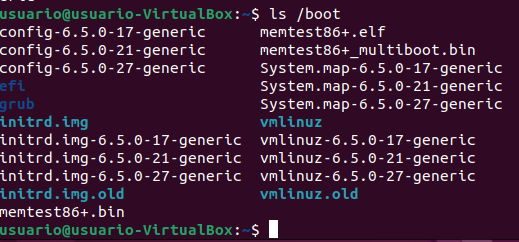 usuario@usuario-VirtualBox:~$ ls /boot
config-6.5.0-17-generic memtest86+.elf
config-6.5.0-21-generic memtest86+_multiboot.bin
config-6.5.0-27-generic System.map-6.5.0-17-generic
efi System.map-6.5.0-21-generic
grub System.map-6.5.0-27-generic
initrd.img vmlinuz
initrd.img-6.5.0-17-generic vmlinuz-6.5.0-17-generic
initrd.img-6.5.0-21-generic vmlinuz-6.5.0-21-generic
initrd.img-6.5.0-27-generic vmlinuz-6.5.0-27-generic
initrd.img.old vmlinuz.old
memtest86+.bin
usuario@usuario-VirtualBox:~$